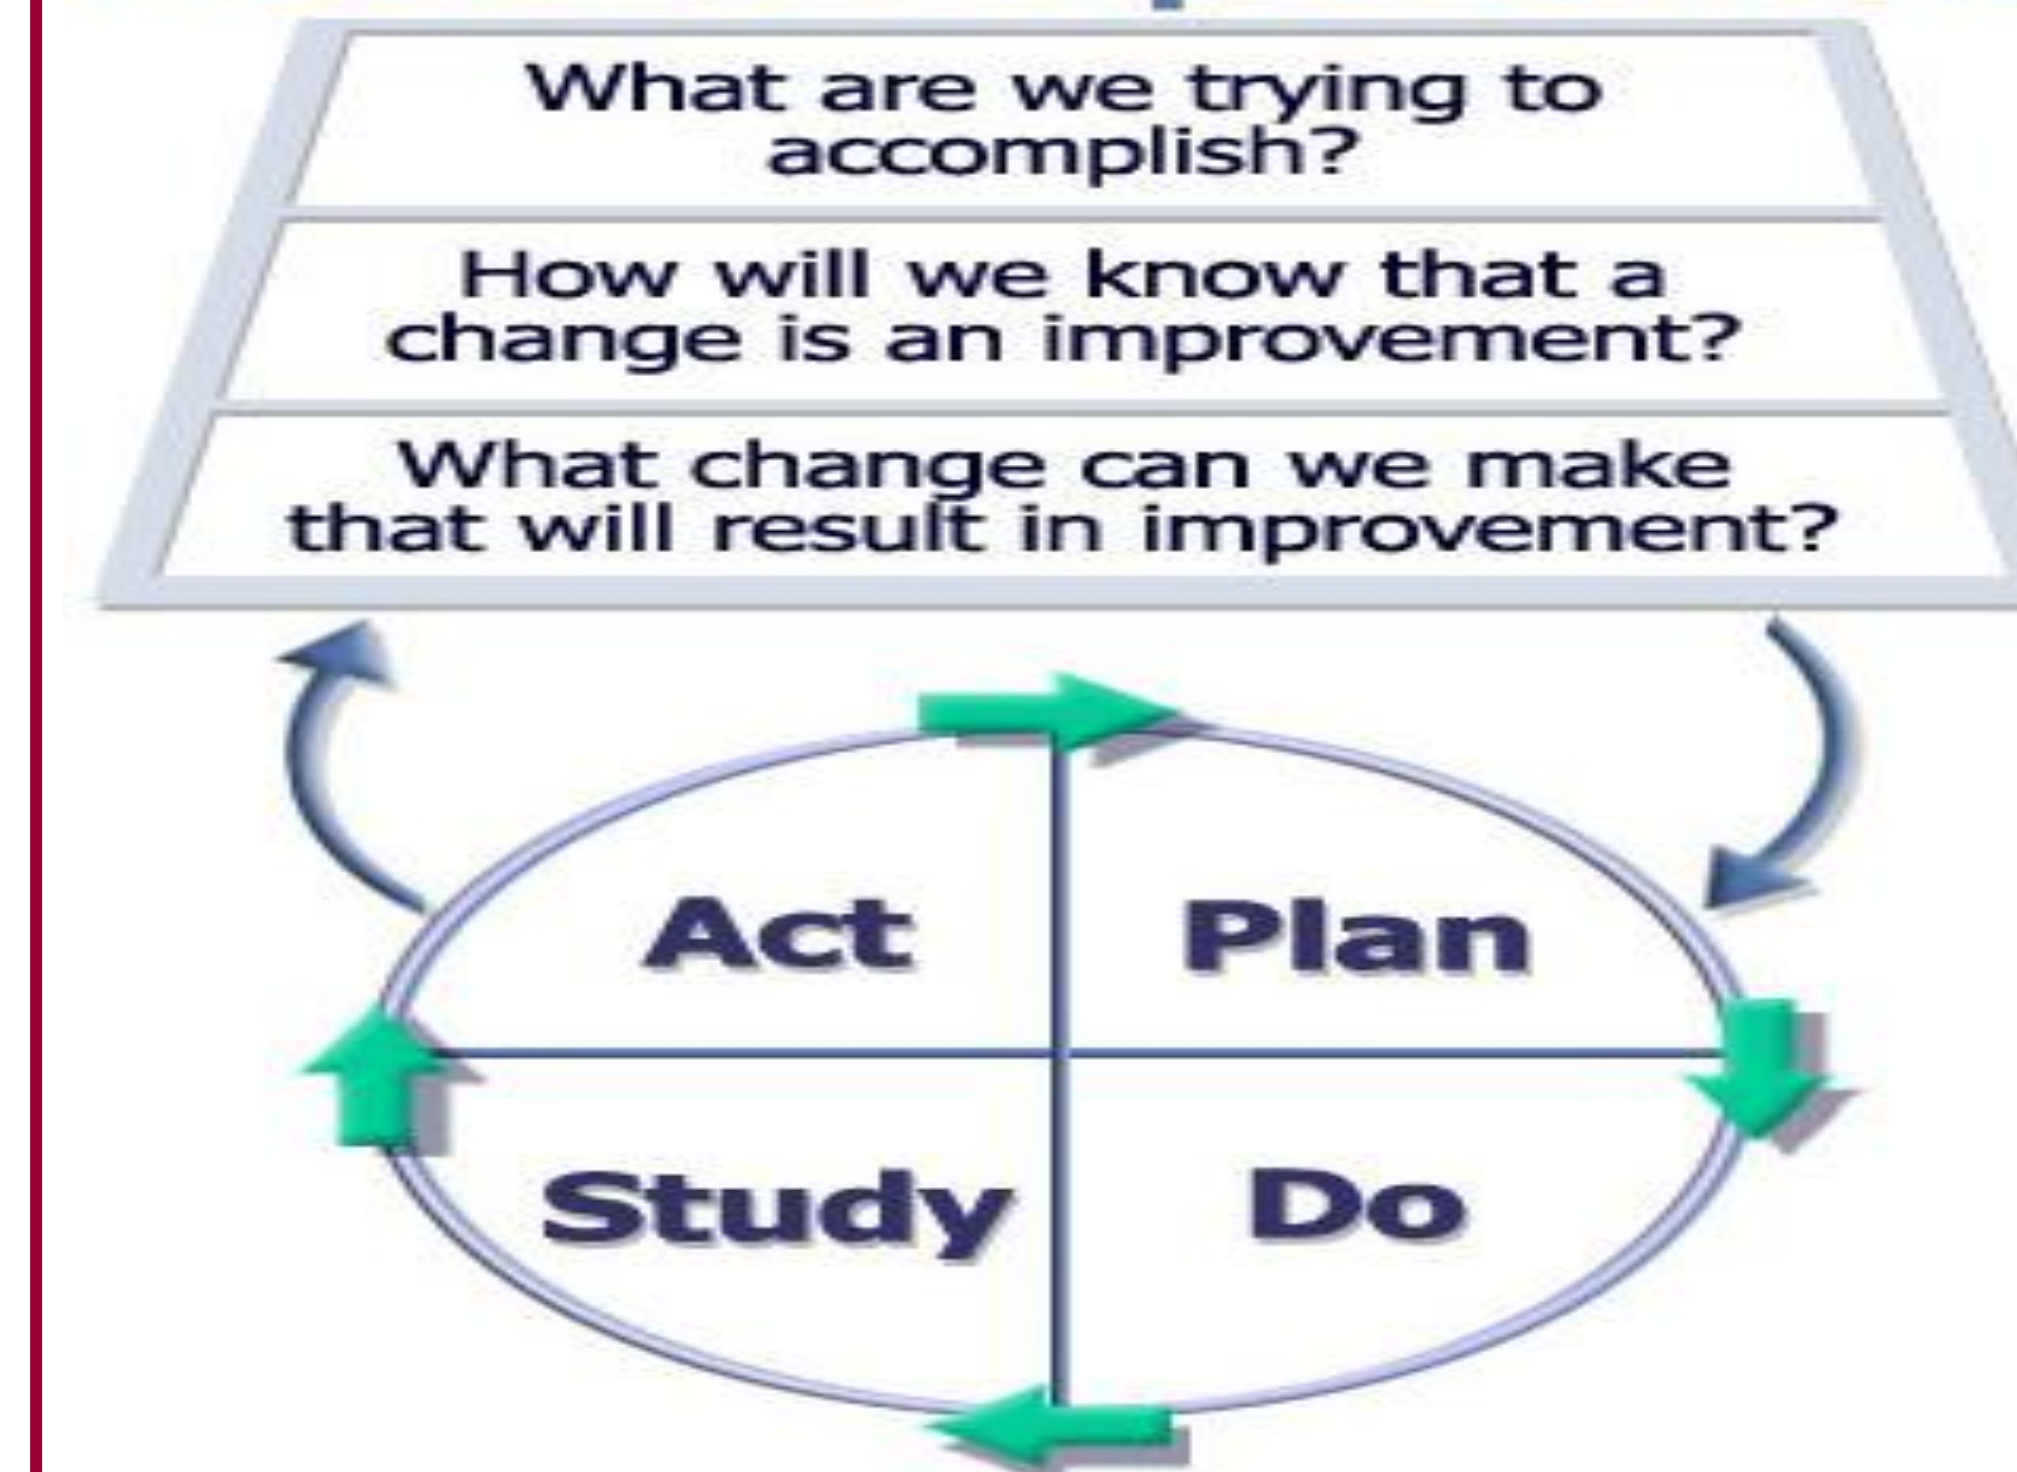 What are we trying to
accomplish?
How will we know that a
change is an improvement?
What change can we make
that will result in improvement?
Act
Plan
Study
Do